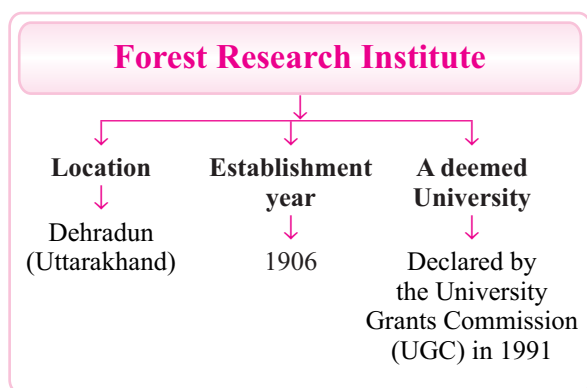 Forest Research Institute
Location
Dehradun
(Uttarakhand)
Establishment
year
1906
A deemed
University
Declared by
the University
Grants Commission
(UGC) in 1991